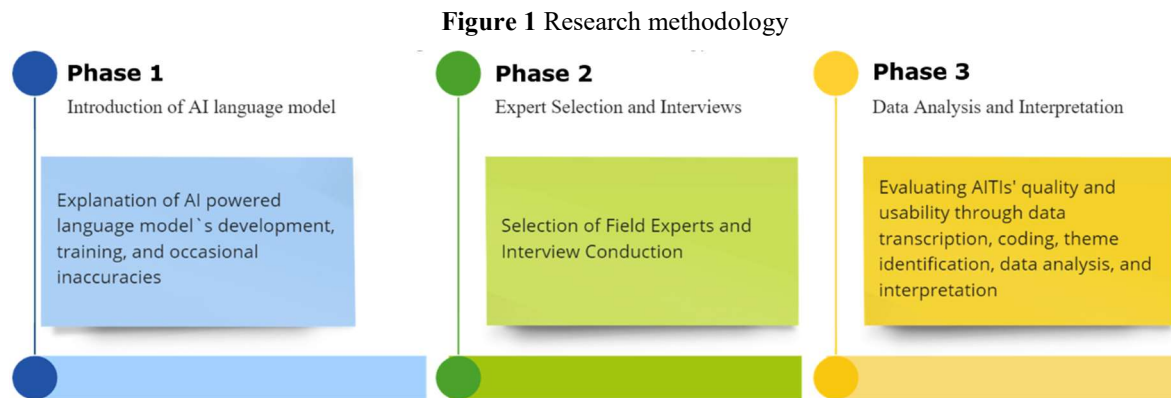 Figure 1 Research methodology
Phase 1
Introduction of AI language model
Explanation of AI powered
language model`s development,
training, and occasional
inaccuracies
Phase 2
Expert Selection and Interviews
Selection of Field Experts and
Interview Conduction
Phase 3
Data Analysis and Interpretation
Evaluating AITIs' quality and
usability through data
transcription, coding, theme
identification, data analysis, and
interpretation